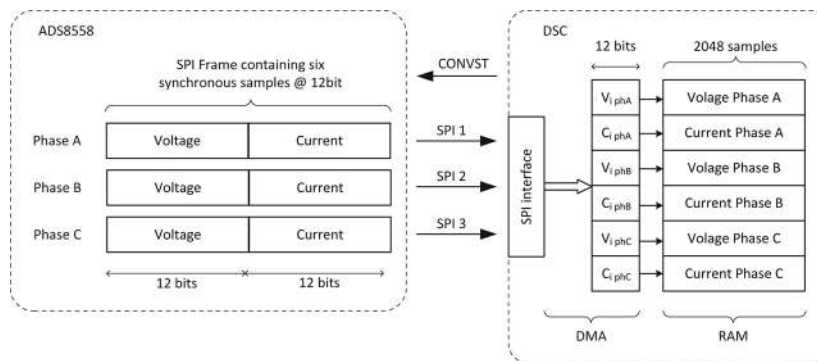 ADS8558
SPI Frame containing six
synchronous samples @ 12bit
Phase A
Voltage
Current
Phase B
Voltage
Current
Phase C
Voltage
Current
12 bits
12 bits
CONVST
SPI 1
SPI 2
SPI 3
DSC
SPI interface
12 bits
2048 samples
V i phA
Volage Phase A
C i phA
Current Phase A
V i phB
Volage Phase B
C i phB
Current Phase B
V i phC
Volage Phase C
C i phC
Current Phase C
DMA
RAM